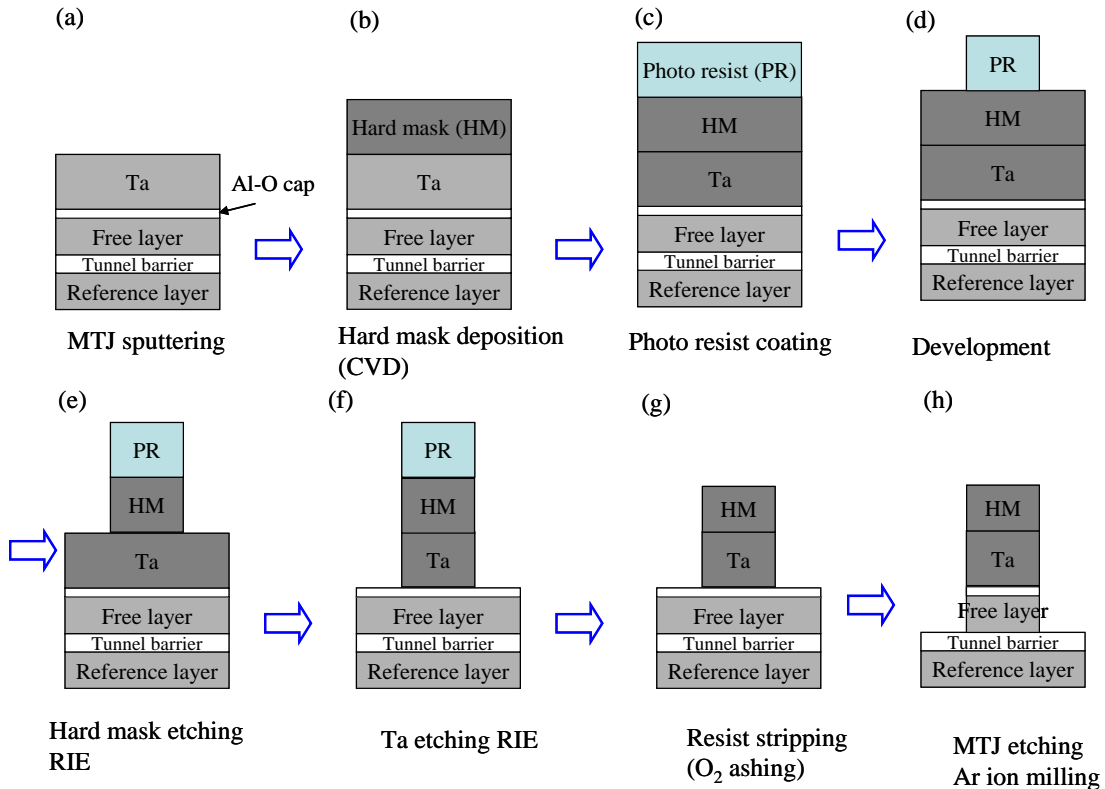 (a)
Ta
Al-O cap
Free layer
Tunnel barrier
Reference layer
MTJ sputtering
(b)
Hard mask (HM)
Ta
Free layer
Tunnel barrier
Reference layer
Hard mask deposition
(CVD)
(c)
Photo resist (PR)
HM
Ta
Free layer
Tunnel barrier
Reference layer
Photo resist coating
(d)
PR
HM
Ta
Free layer
Tunnel barrier
Reference layer
Development
(e)
PR
HM
Ta
Free layer
Tunnel barrier
Reference layer
Hard mask etching
RIE
(f)
PR
HM
Ta
Free layer
Tunnel barrier
Reference layer
Ta etching RIE
(g)
HM
Ta
Free layer
Tunnel barrier
Reference layer
Resist stripping
(O₂ ashing)
(h)
HM
Ta
Free layer
Tunnel barrier
Reference layer
MTJ etching
Ar ion milling